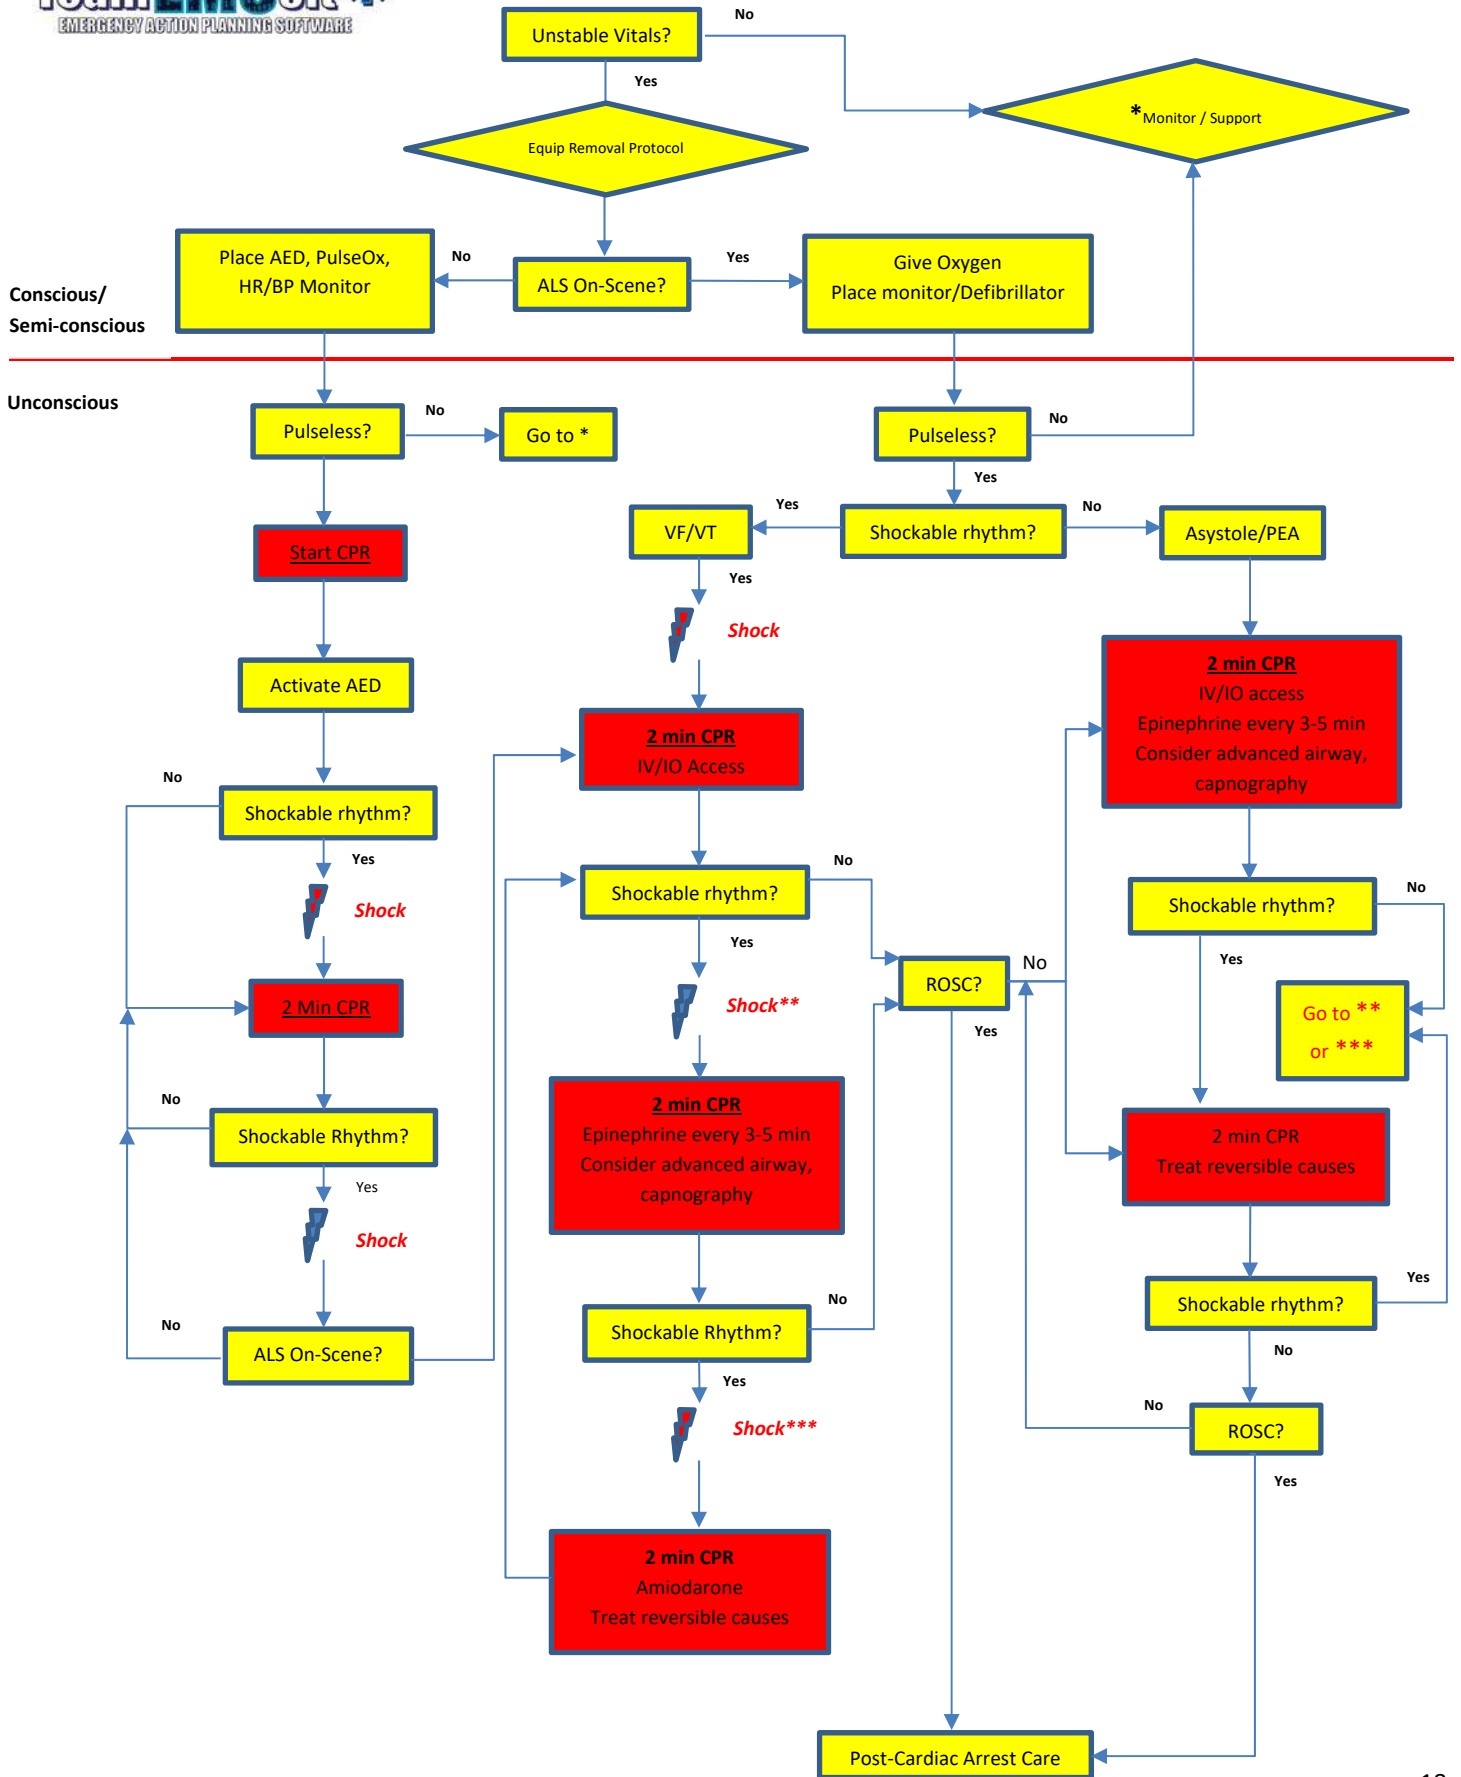 EMERGENCY ACTION PLANNING SOFTWARE
Unstable Vitals?
No
Yes
*Monitor / Support
Equip Removal Protocol
Place AED, PulseOx,
HR/BP Monitor
No
ALS On-Scene?
Yes
Give Oxygen
Place monitor/Defibrillator
Conscious/
Semi-conscious
Unconscious
Pulseless?
No
Go to *
Pulseless?
No
Yes
Start CPR
VF/VT
Yes
Shockable rhythm?
No
Asystole/PEA
Yes
Shock
Activate AED
2 min CPR
IV/IO Access
2 min CPR
IV/IO access
Epinephrine every 3-5 min
Consider advanced airway,
capnography
No
Shockable rhythm?
Yes
Shock
Shockable rhythm?
No
Yes
Shock**
Shockable rhythm?
No
Yes
2 Min CPR
ROSC?
No
Yes
Go to **
or ***
No
Shockable Rhythm?
Yes
Shock
2 min CPR
Epinephrine every 3-5 min
Consider advanced airway,
capnography
2 min CPR
Treat reversible causes
No
ALS On-Scene?
Shockable Rhythm?
No
Yes
Shock***
Shockable rhythm?
Yes
No
No
ROSC?
Yes
2 min CPR
Amiodarone
Treat reversible causes
Post-Cardiac Arrest Care